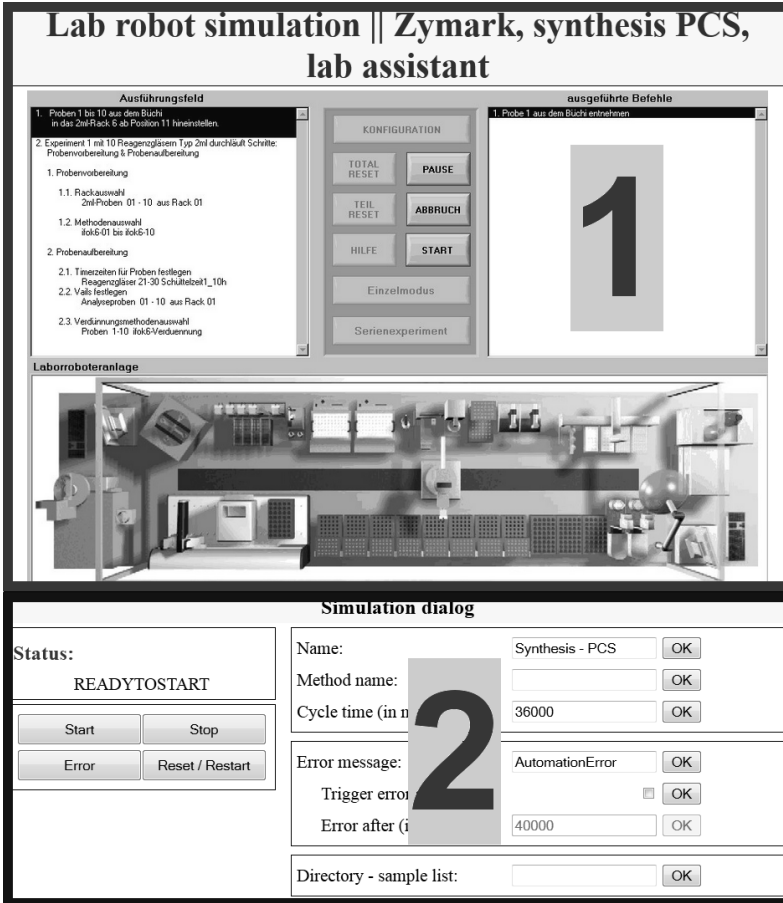 Lab robot simulation || Zymark, synthesis PCS,
lab assistant
Ausführungsfeld
1. Proben 1 bis 10 aus dem Büchi
in das 2ml-Rack 6 ab Position 11 hineinstellen.
2. Experiment 1 mit 10 Reagenzgläsern Typ 2ml durchläuft Schritte:
Probenvorbereitung & Probenaufbereitung
1. Probenvorbereitung
1.1. Rackauswahl
2ml-Proben 01 - 10 aus Rack 01
1.2. Methodenauswahl
ifok6-01 bis ifok6-10
2. Probenaufbereitung
2.1. Timerzeiten für Proben festlegen
Reagenzgläser 21-30 Schüttelzeit1_10h
2.2. Vails festlegen
Analyseproben 01 - 10 aus Rack 01
2.3. Verdünnungsmethodenauswahl
Proben 1-10 ifok6-Verduennung
KONFIGURATION
TOTAL
RESET
PAUSE
TEIL
RESET
ABBRUCH
HILFE
START
Einzelmodus
Serienexperiment
ausgeführte Befehle
1. Probe 1 aus dem Büchi entnehmen
1
Laborroboteranlage
Simulation dialog
Status:
READYTOSTART
Start Stop
Error Reset / Restart
Name: Synthesis - PCS OK
Method name: OK
Cycle time (in 36000 OK
2
Error message: AutomationError OK
Trigger error OK
Error after ( 40000 OK
Directory - sample list: OK